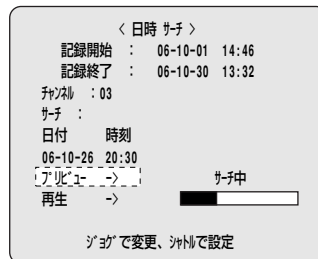 〈 日時 ｻｰﾁ 〉
記録開始 : 06-10-01 14:46
記録終了 : 06-10-30 13:32
ﾁｬﾝﾈﾙ : 03
ｻｰﾁ :
日付 時刻
06-10-26 20:30
ﾌﾟﾘﾋﾞｭｰ -〉 ｻｰﾁ中
再生 -〉
ｼﾞｮｸﾞで変更、ｼｬﾄﾙで設定